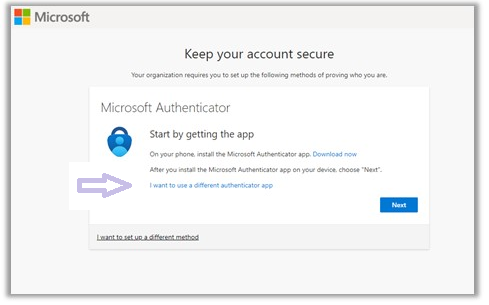 Microsoft
Keep your account secure
Your organization requires you to set up the following methods of proving who you are.
Microsoft Authenticator
Start by getting the app
On your phone, install the Microsoft Authenticator app. Download now
After you install the Microsoft Authenticator app on your device, choose "Next".
I want to use a different authenticator app
Next
I want to set up a different method